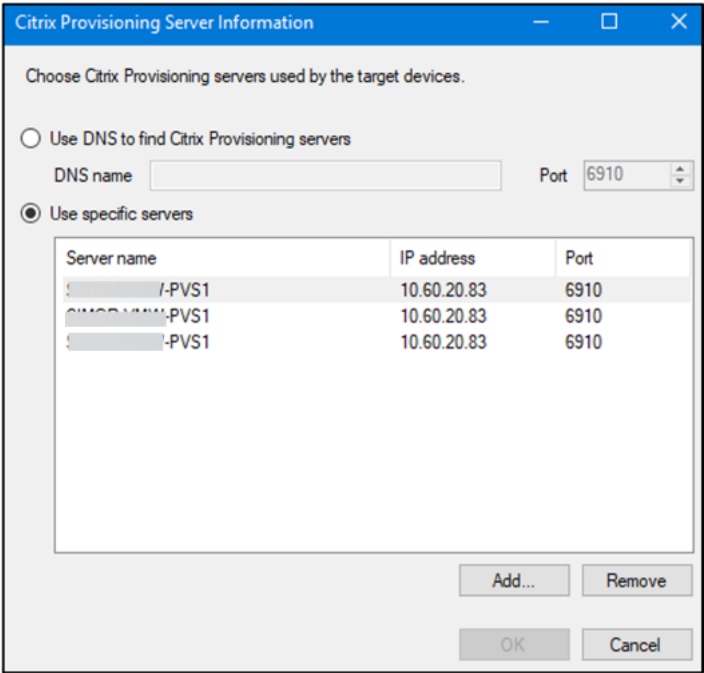 Citrix Provisioning Server Information
Choose Citrix Provisioning servers used by the target devices.
Use DNS to find Citrix Provisioning servers
DNS name Port 6910
Use specific servers
Server name IP address Port
-PVS1 10.60.20.83 6910
-PVS1 10.60.20.83 6910
-PVS1 10.60.20.83 6910
Add... Remove
OK Cancel